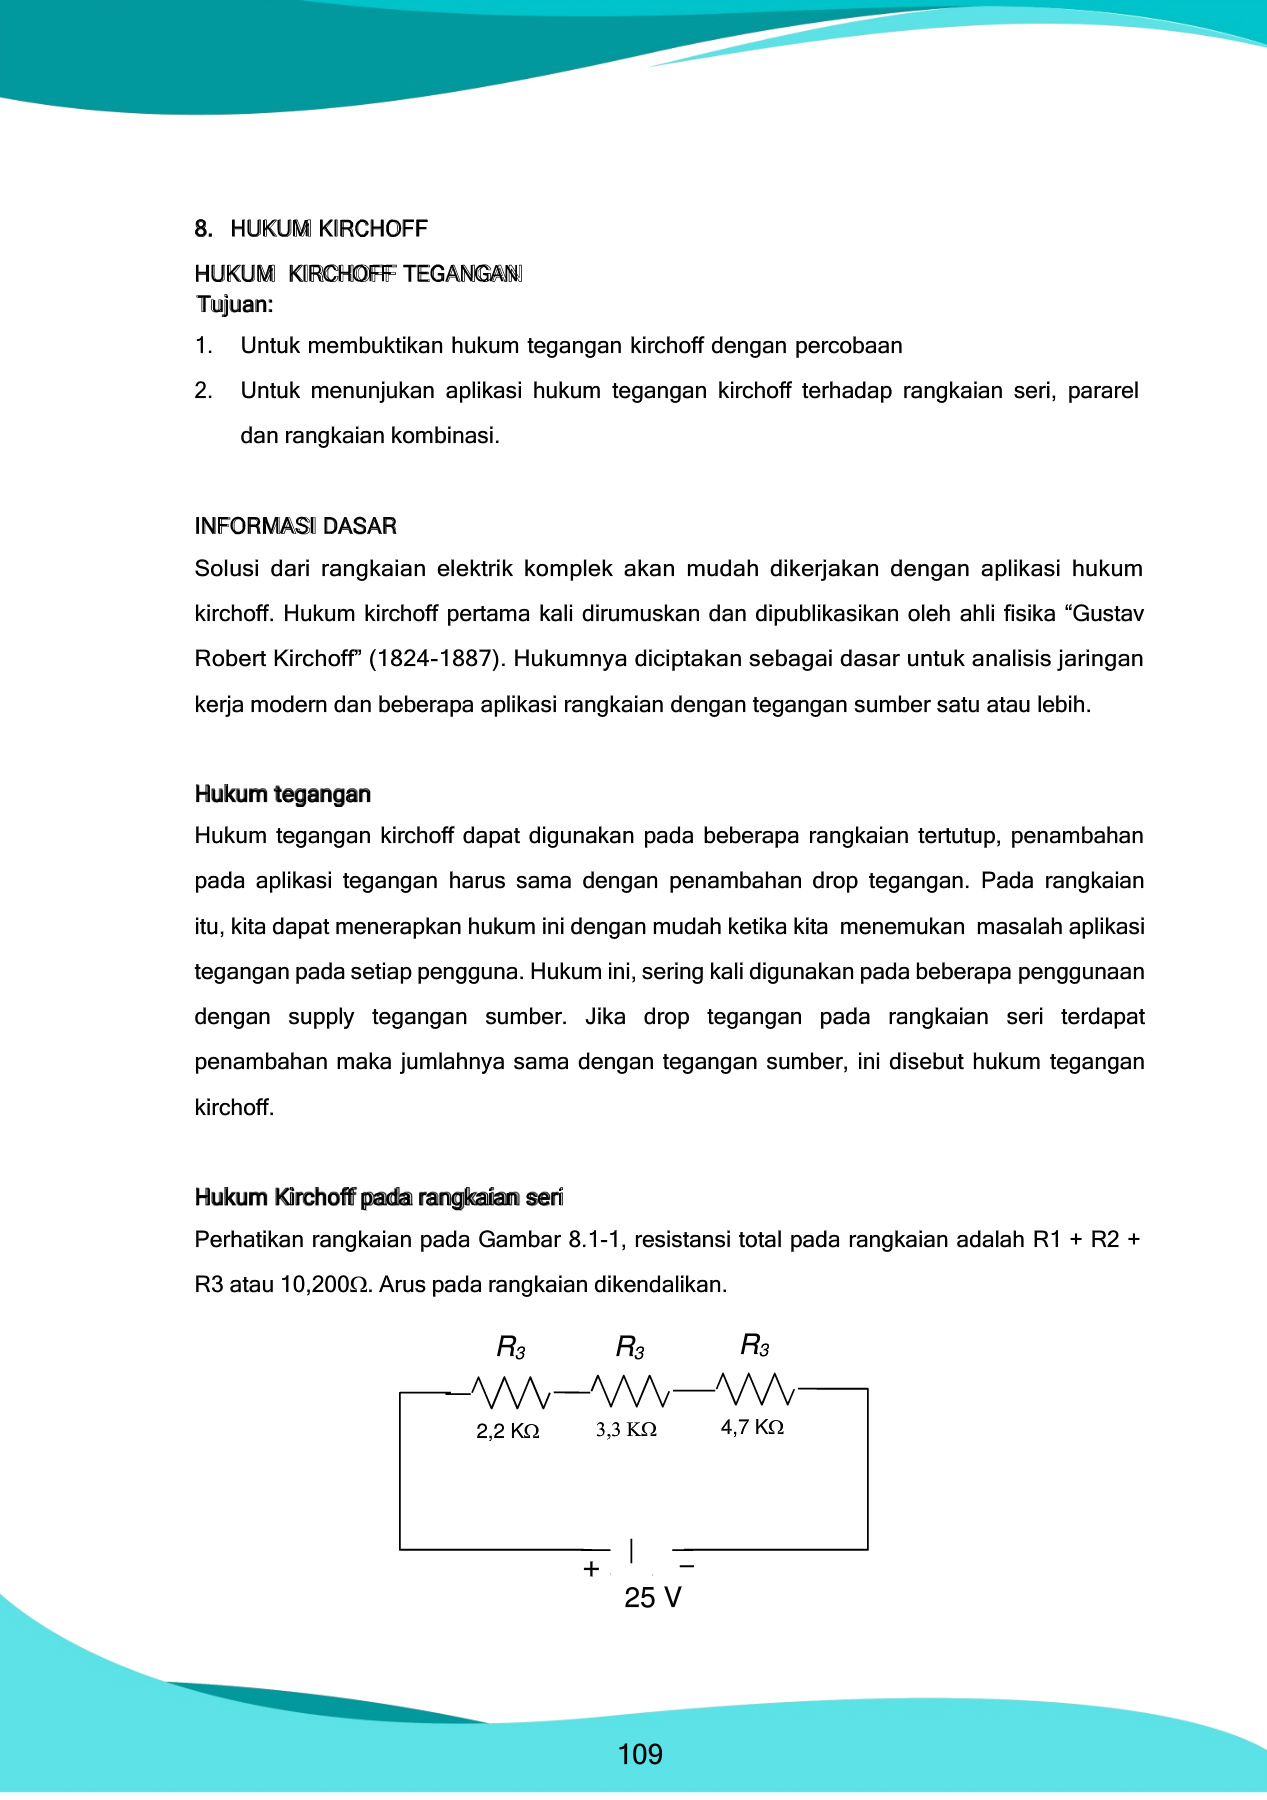 8. HUKUM KIRCHOFF
HUKUM KIRCHOFF TEGANGAN
Tujuan:
1. Untuk membuktikan hukum tegangan kirchoff dengan percobaan
2. Untuk menunjukan aplikasi hukum tegangan kirchoff terhadap rangkaian seri, pararel
dan rangkaian kombinasi.
INFORMASI DASAR
Solusi dari rangkaian elektrik komplek akan mudah dikerjakan dengan aplikasi hukum
kirchoff. Hukum kirchoff pertama kali dirumuskan dan dipublikasikan oleh ahli fisika “Gustav
Robert Kirchoff” (1824-1887). Hukumnya diciptakan sebagai dasar untuk analisis jaringan
kerja modern dan beberapa aplikasi rangkaian dengan tegangan sumber satu atau lebih.
Hukum tegangan
Hukum tegangan kirchoff dapat digunakan pada beberapa rangkaian tertutup, penambahan
pada aplikasi tegangan harus sama dengan penambahan drop tegangan. Pada rangkaian
itu, kita dapat menerapkan hukum ini dengan mudah ketika kita menemukan masalah aplikasi
tegangan pada setiap pengguna. Hukum ini, sering kali digunakan pada beberapa penggunaan
dengan supply tegangan sumber. Jika drop tegangan pada rangkaian seri terdapat
penambahan maka jumlahnya sama dengan tegangan sumber, ini disebut hukum tegangan
kirchoff.
Hukum Kirchoff pada rangkaian seri
Perhatikan rangkaian pada Gambar 8.1-1, resistansi total pada rangkaian adalah R1 + R2 +
R3 atau 10,200Ω. Arus pada rangkaian dikendalikan.
R3 R3 R3
2,2 KΩ 3,3 KΩ 4,7 KΩ
+ −
25 V
109